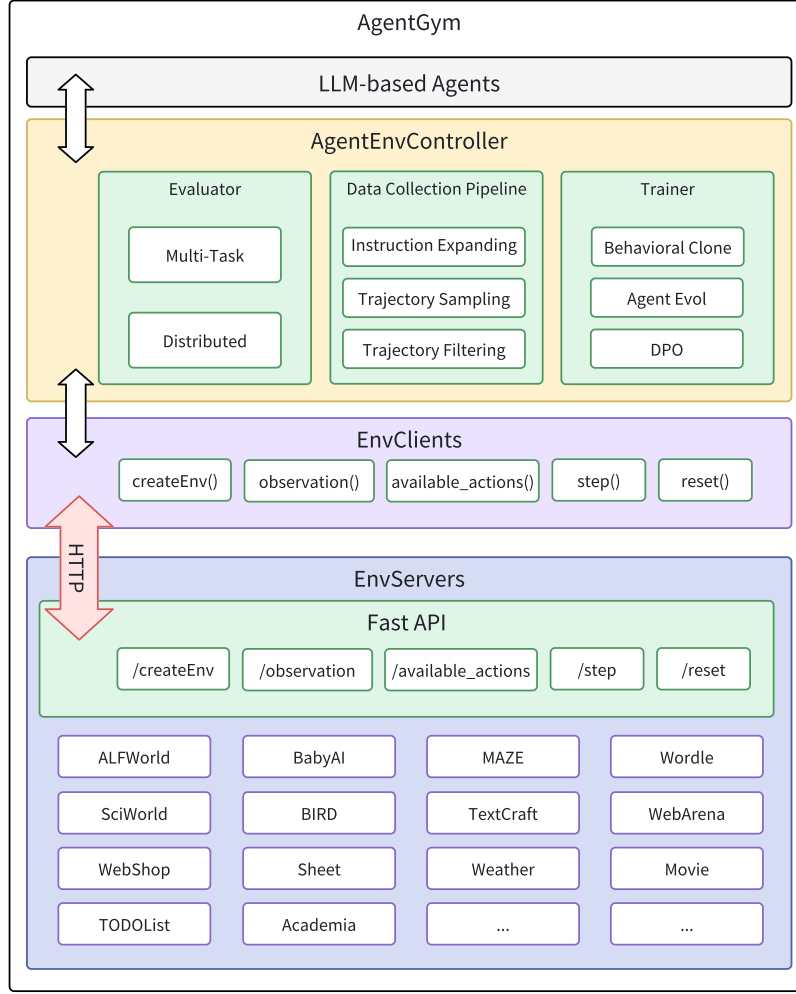 AgentGym
LLM-based Agents
AgentEnvController
Evaluator
Multi-Task
Distributed
Data Collection Pipeline
Instruction Expanding
Trajectory Sampling
Trajectory Filtering
Trainer
Behavioral Clone
Agent Evol
DPO
EnvClients
createEnv()
observation()
available_actions()
step()
reset()
HTTP
EnvServers
Fast API
/createEnv
/observation
/available_actions
/step
/reset
ALFWorld
BabyAI
MAZE
Wordle
SciWorld
BIRD
TextCraft
WebArena
WebShop
Sheet
Weather
Movie
TODOList
Academia
...
...